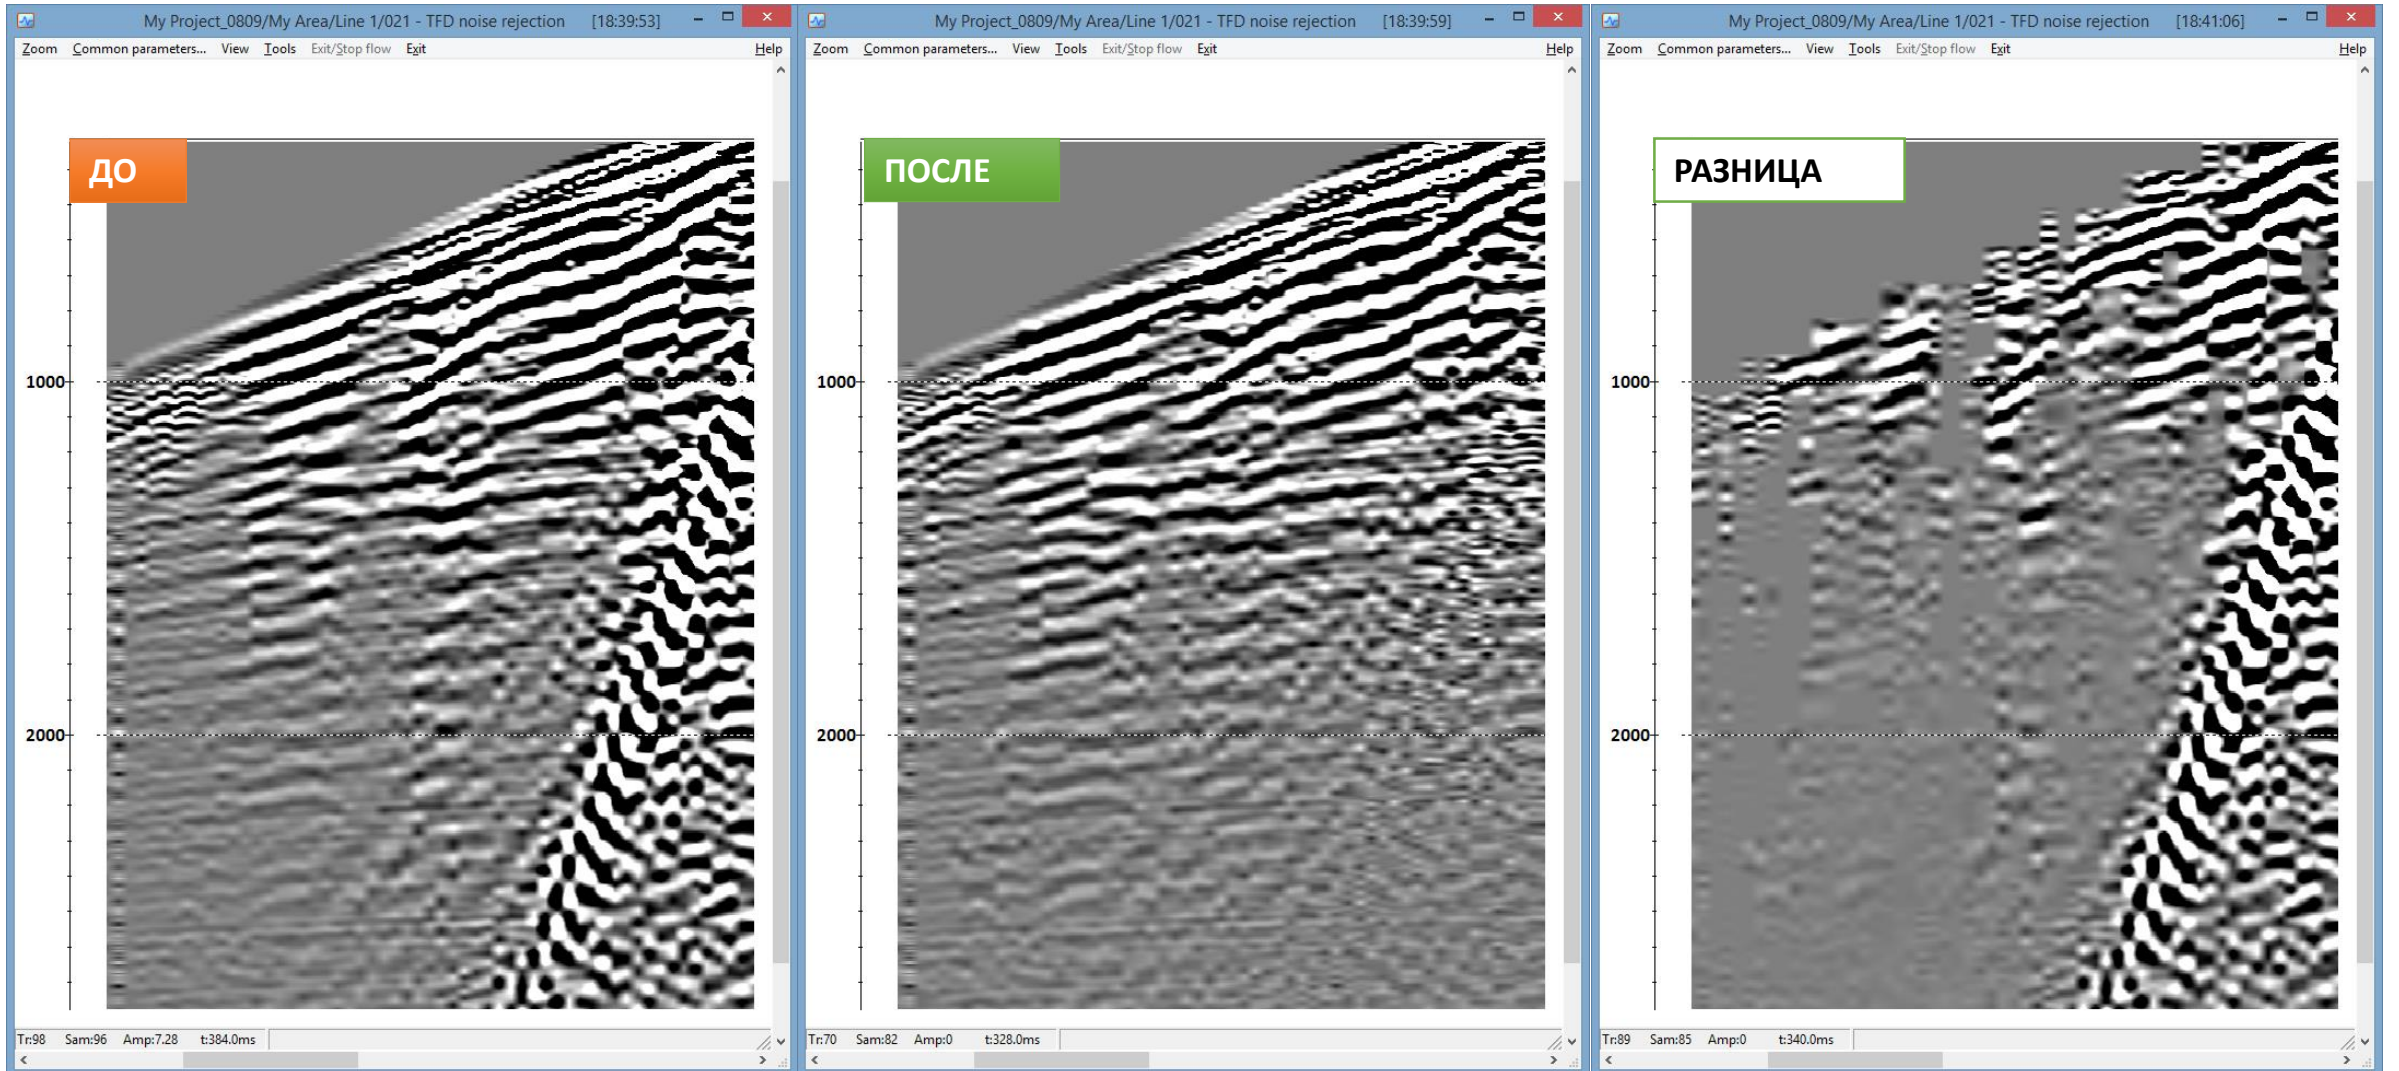 My Project_0809/My Area/Line 1/021 - TFD noise rejection [18:39:53]
Zoom Common parameters... View Tools Exit/Stop flow Exit Help
ДО
1000
2000
Tr:98 Sam:96 Amp:7.28 t:384.0ms
My Project_0809/My Area/Line 1/021 - TFD noise rejection [18:39:59]
Zoom Common parameters... View Tools Exit/Stop flow Exit Help
ПОСЛЕ
1000
2000
Tr:70 Sam:82 Amp:0 t:328.0ms
My Project_0809/My Area/Line 1/021 - TFD noise rejection [18:41:06]
Zoom Common parameters... View Tools Exit/Stop flow Exit Help
РАЗНИЦА
1000
2000
Tr:89 Sam:85 Amp:0 t:340.0ms